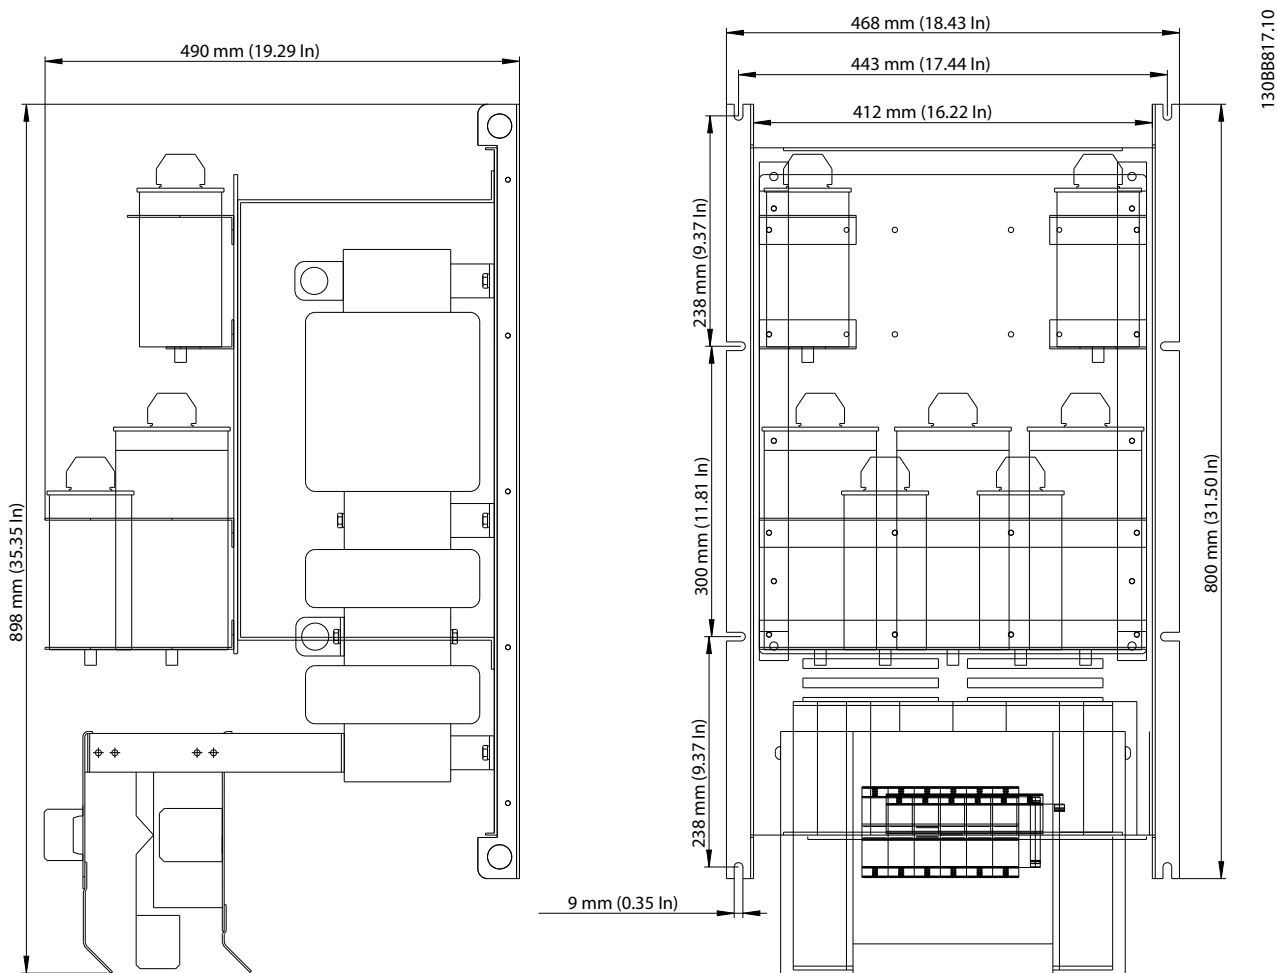 490 mm (19.29 In)
898 mm (35.35 In)
468 mm (18.43 In)
443 mm (17.44 In)
412 mm (16.22 In)
238 mm (9.37 In)
300 mm (11.81 In)
238 mm (9.37 In)
800 mm (31.50 In)
9 mm (0.35 In)
130BB817.10